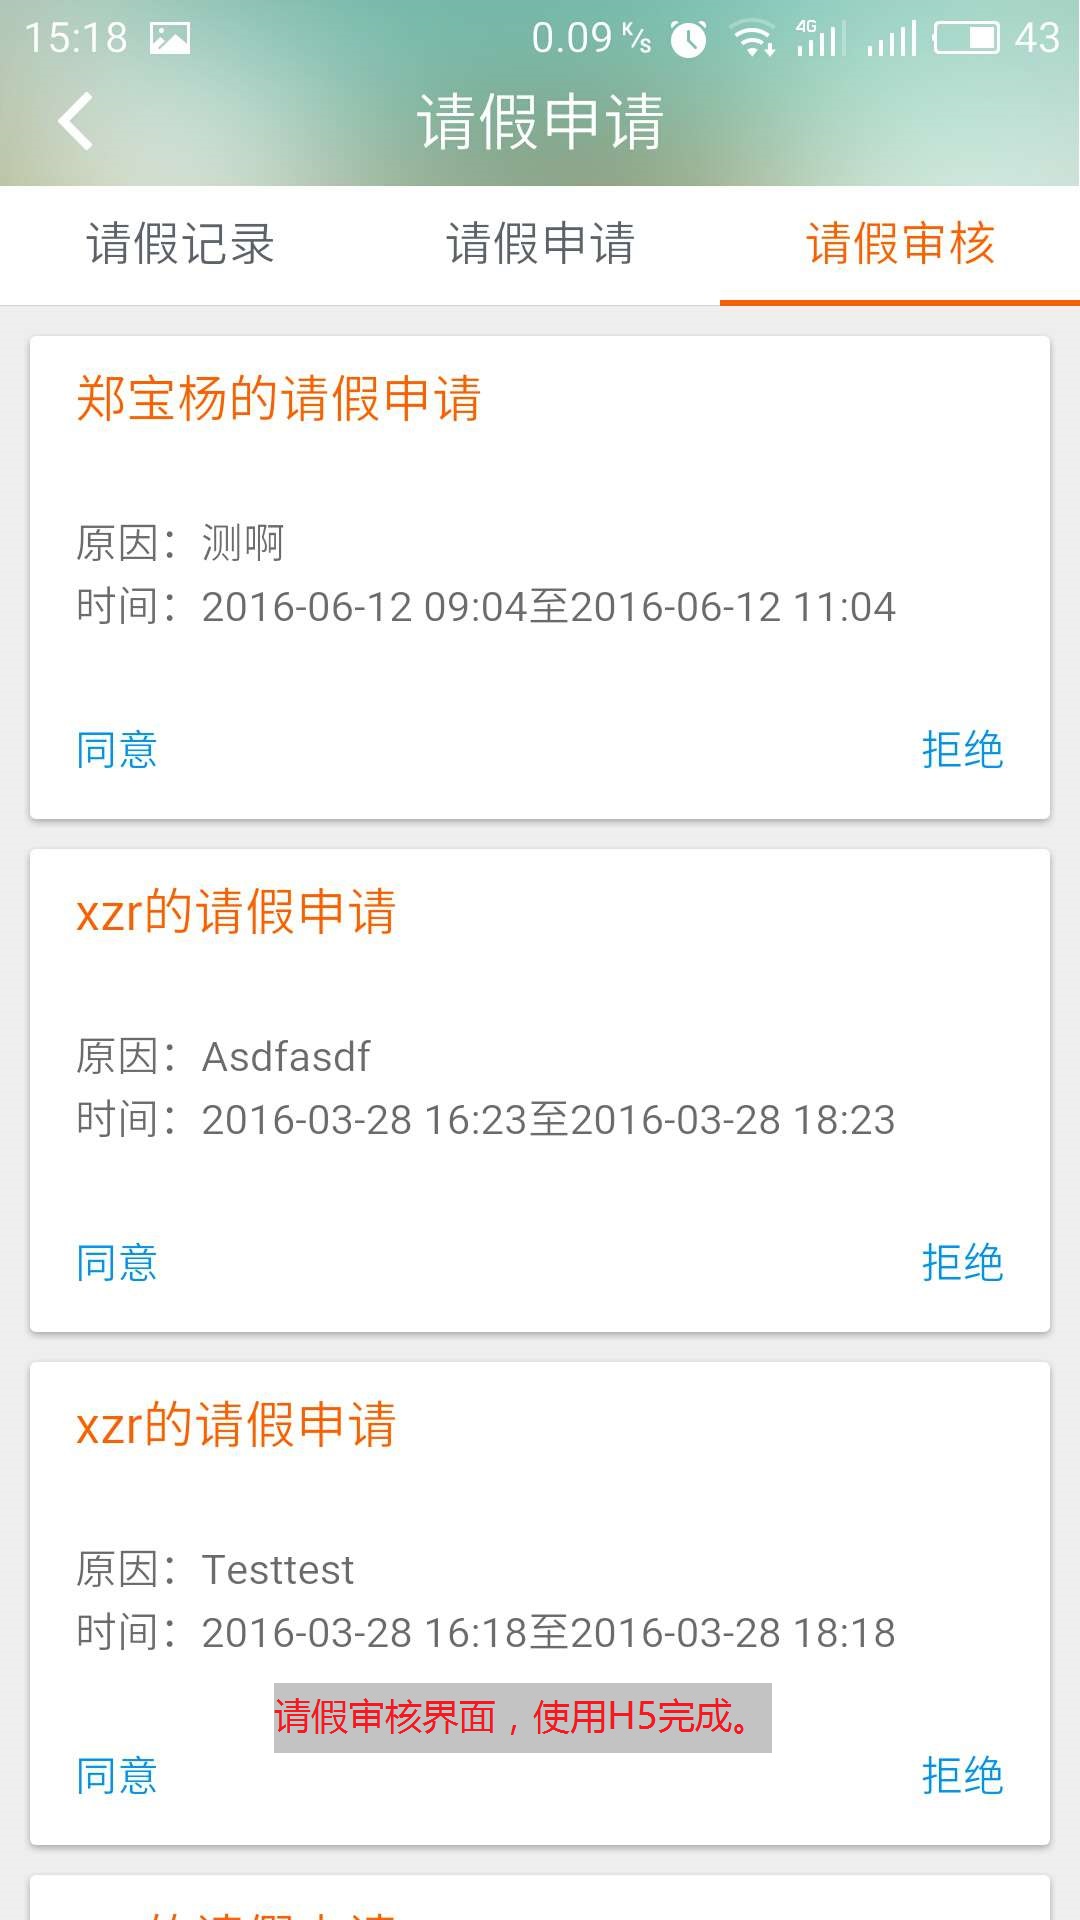 15:18 0.09 K/s 4G 43
请假申请
请假记录 请假申请 请假审核
郑宝杨的请假申请
原因：测啊
时间：2016-06-12 09:04至2016-06-12 11:04
同意 拒绝
xzr的请假申请
原因：Asdfasdf
时间：2016-03-28 16:23至2016-03-28 18:23
同意 拒绝
xzr的请假申请
原因：Testtest
时间：2016-03-28 16:18至2016-03-28 18:18
请假审核界面，使用H5完成。
同意 拒绝
的请假申请